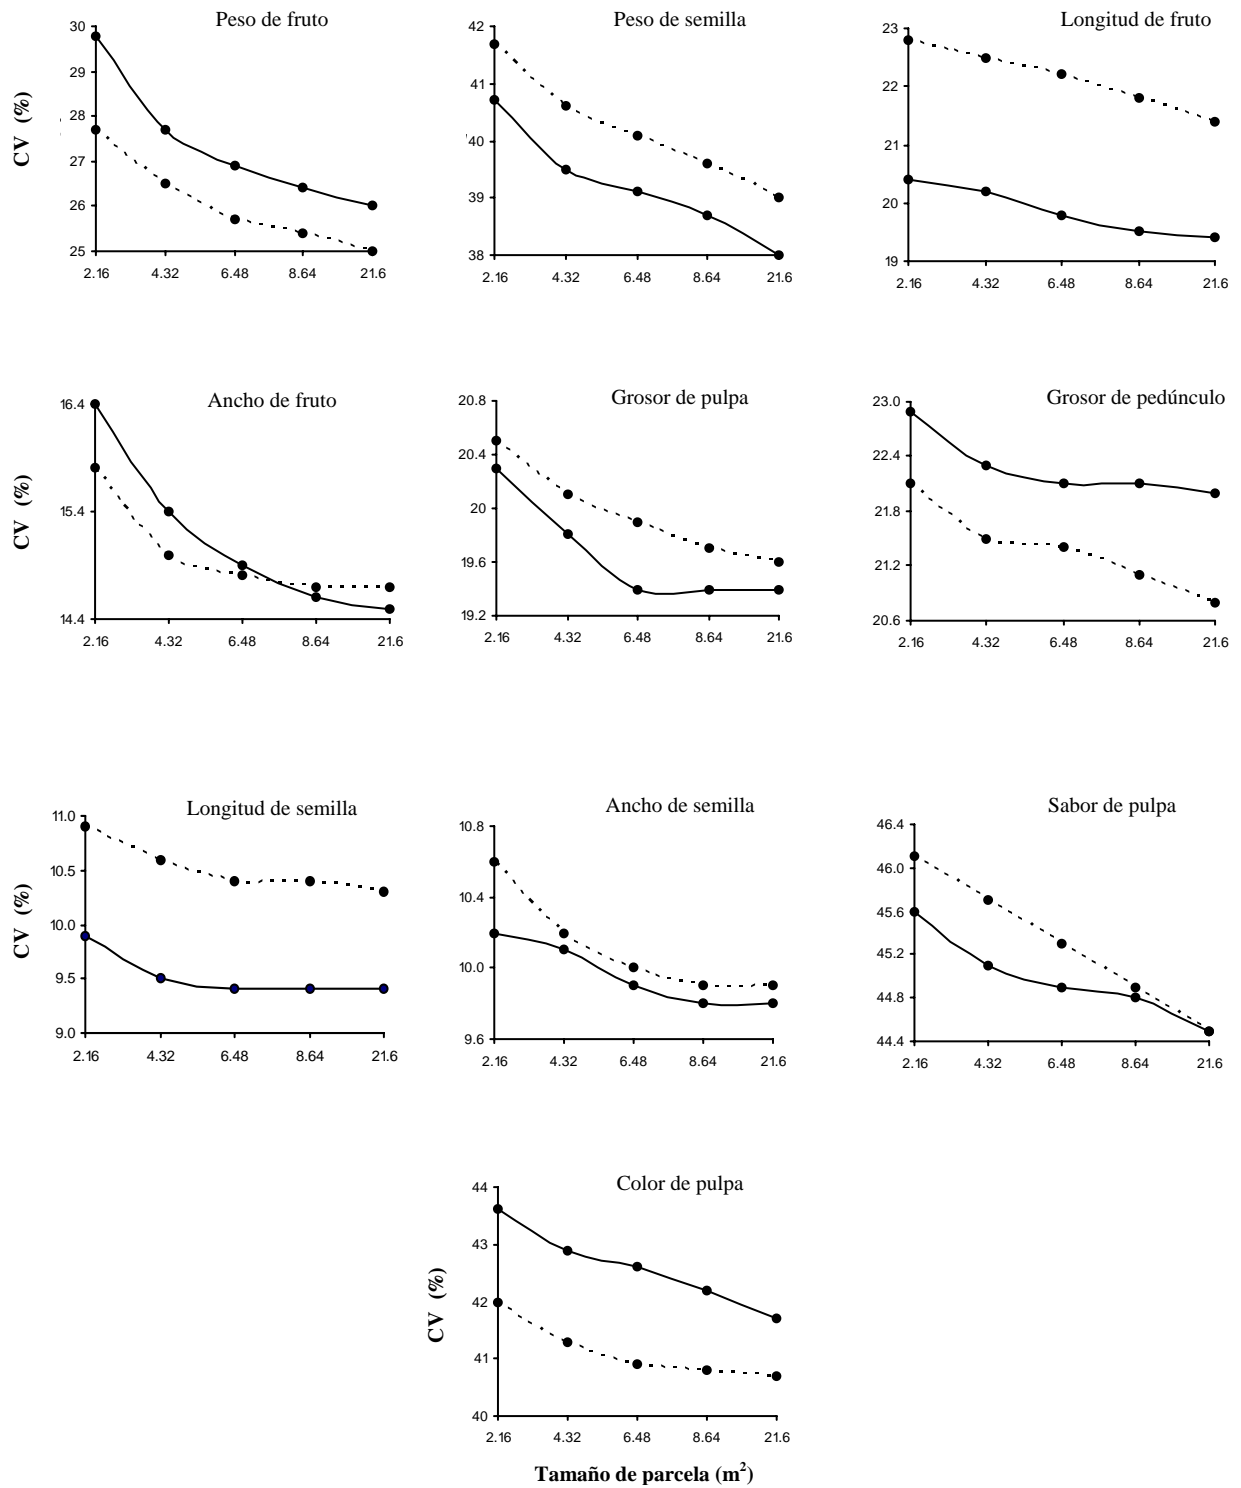 Peso de fruto
CV (%)
30
29
28
27
26
25
2.16 4.32 6.48 8.64 21.6
Peso de semilla
42
41
40
39
38
2.16 4.32 6.48 8.64 21.6
Longitud de fruto
23
22
21
20
19
2.16 4.32 6.48 8.64 21.6
Ancho de fruto
CV (%)
16.4
15.4
14.4
2.16 4.32 6.48 8.64 21.6
Grosor de pulpa
20.8
20.4
20
19.6
19.2
2.16 4.32 6.48 8.64 21.6
Grosor de pedúnculo
23.0
22.4
21.8
21.2
20.6
2.16 4.32 6.48 8.64 21.6
Longitud de semilla
CV (%)
11.0
10.5
10.0
9.5
9.0
2.16 4.32 6.48 8.64 21.6
Ancho de semilla
10.8
10.4
10.0
9.6
2.16 4.32 6.48 8.64 21.6
Sabor de pulpa
46.4
46.0
45.6
45.2
44.8
44.4
2.16 4.32 6.48 8.64 21.6
Color de pulpa
CV (%)
44
43
42
41
40
2.16 4.32 6.48 8.64 21.6
Tamaño de parcela (m²)